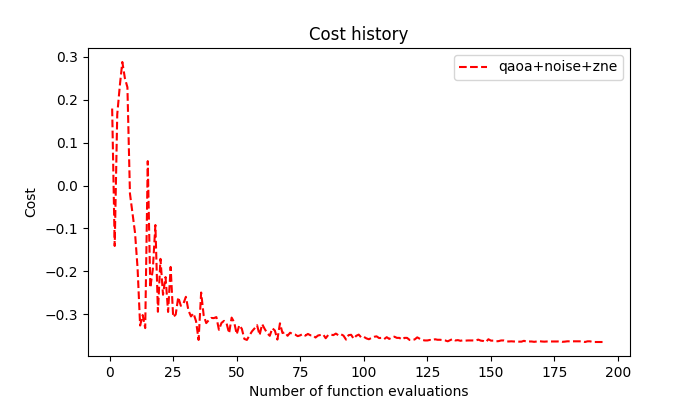 Cost history
qaoa+noise+zne
0.3
0.2
0.1
0.0
−0.1
−0.2
−0.3
Cost
0 25 50 75 100 125 150 175 200
Number of function evaluations